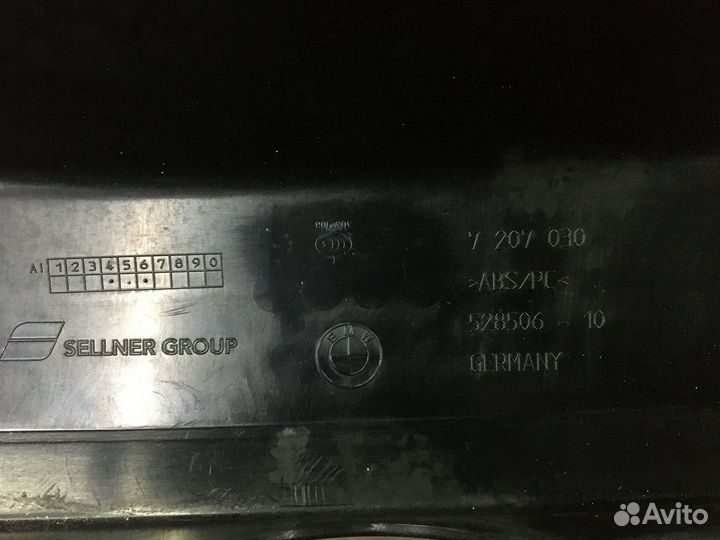 A1 1 2 3 4 5 6 7 8 9 0
SELLNER GROUP
BMW
7 207 030
>ABS/PC<
528506 - 10
GERMANY
Avito